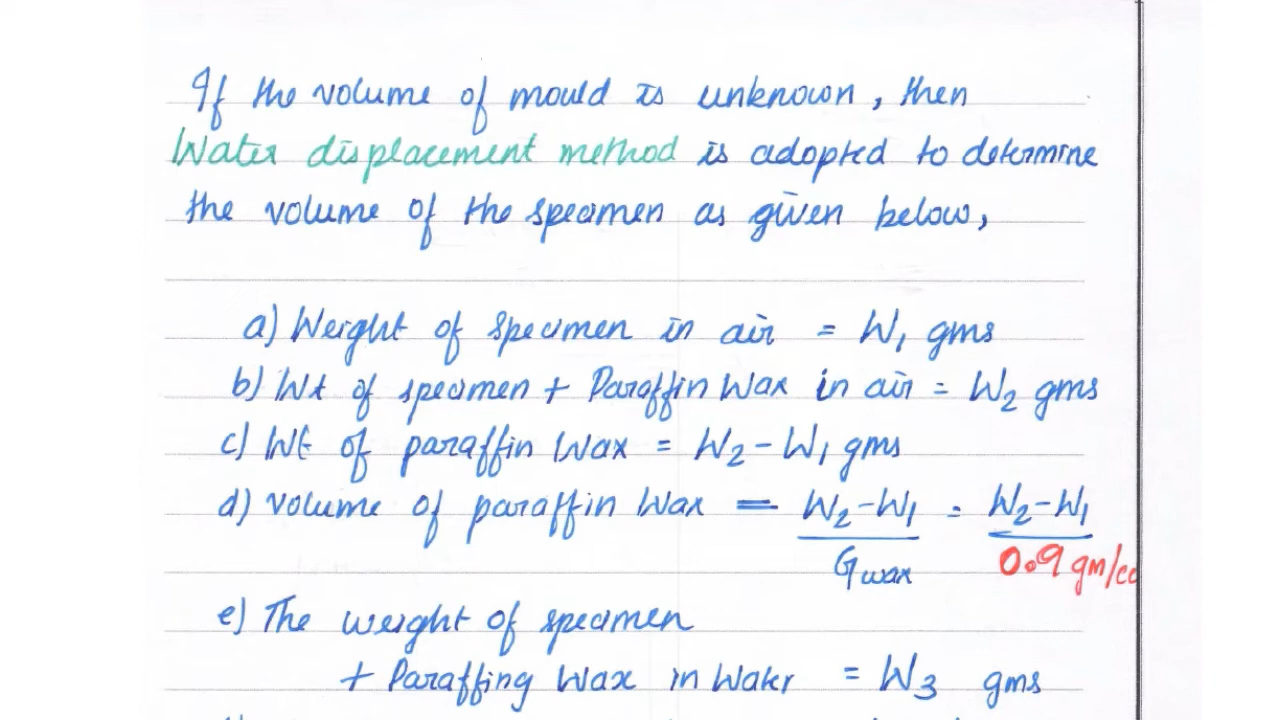 If the volume of mould is unknown, then
Water displacement method is adopted to determine
the volume of the specimen as given below,
a) Weight of specimen in air = W₁ gms
b) Wt of specimen + Paraffin Wax in air = W₂ gms
c) Wt of paraffin Wax = W₂ - W₁ gms
d) volume of paraffin Wax = W₂-W₁ / Gwax = W₂-W₁ / 0.9 gm/cc
e) The weight of specimen
+ Paraffing Wax in Water = W₃ gms